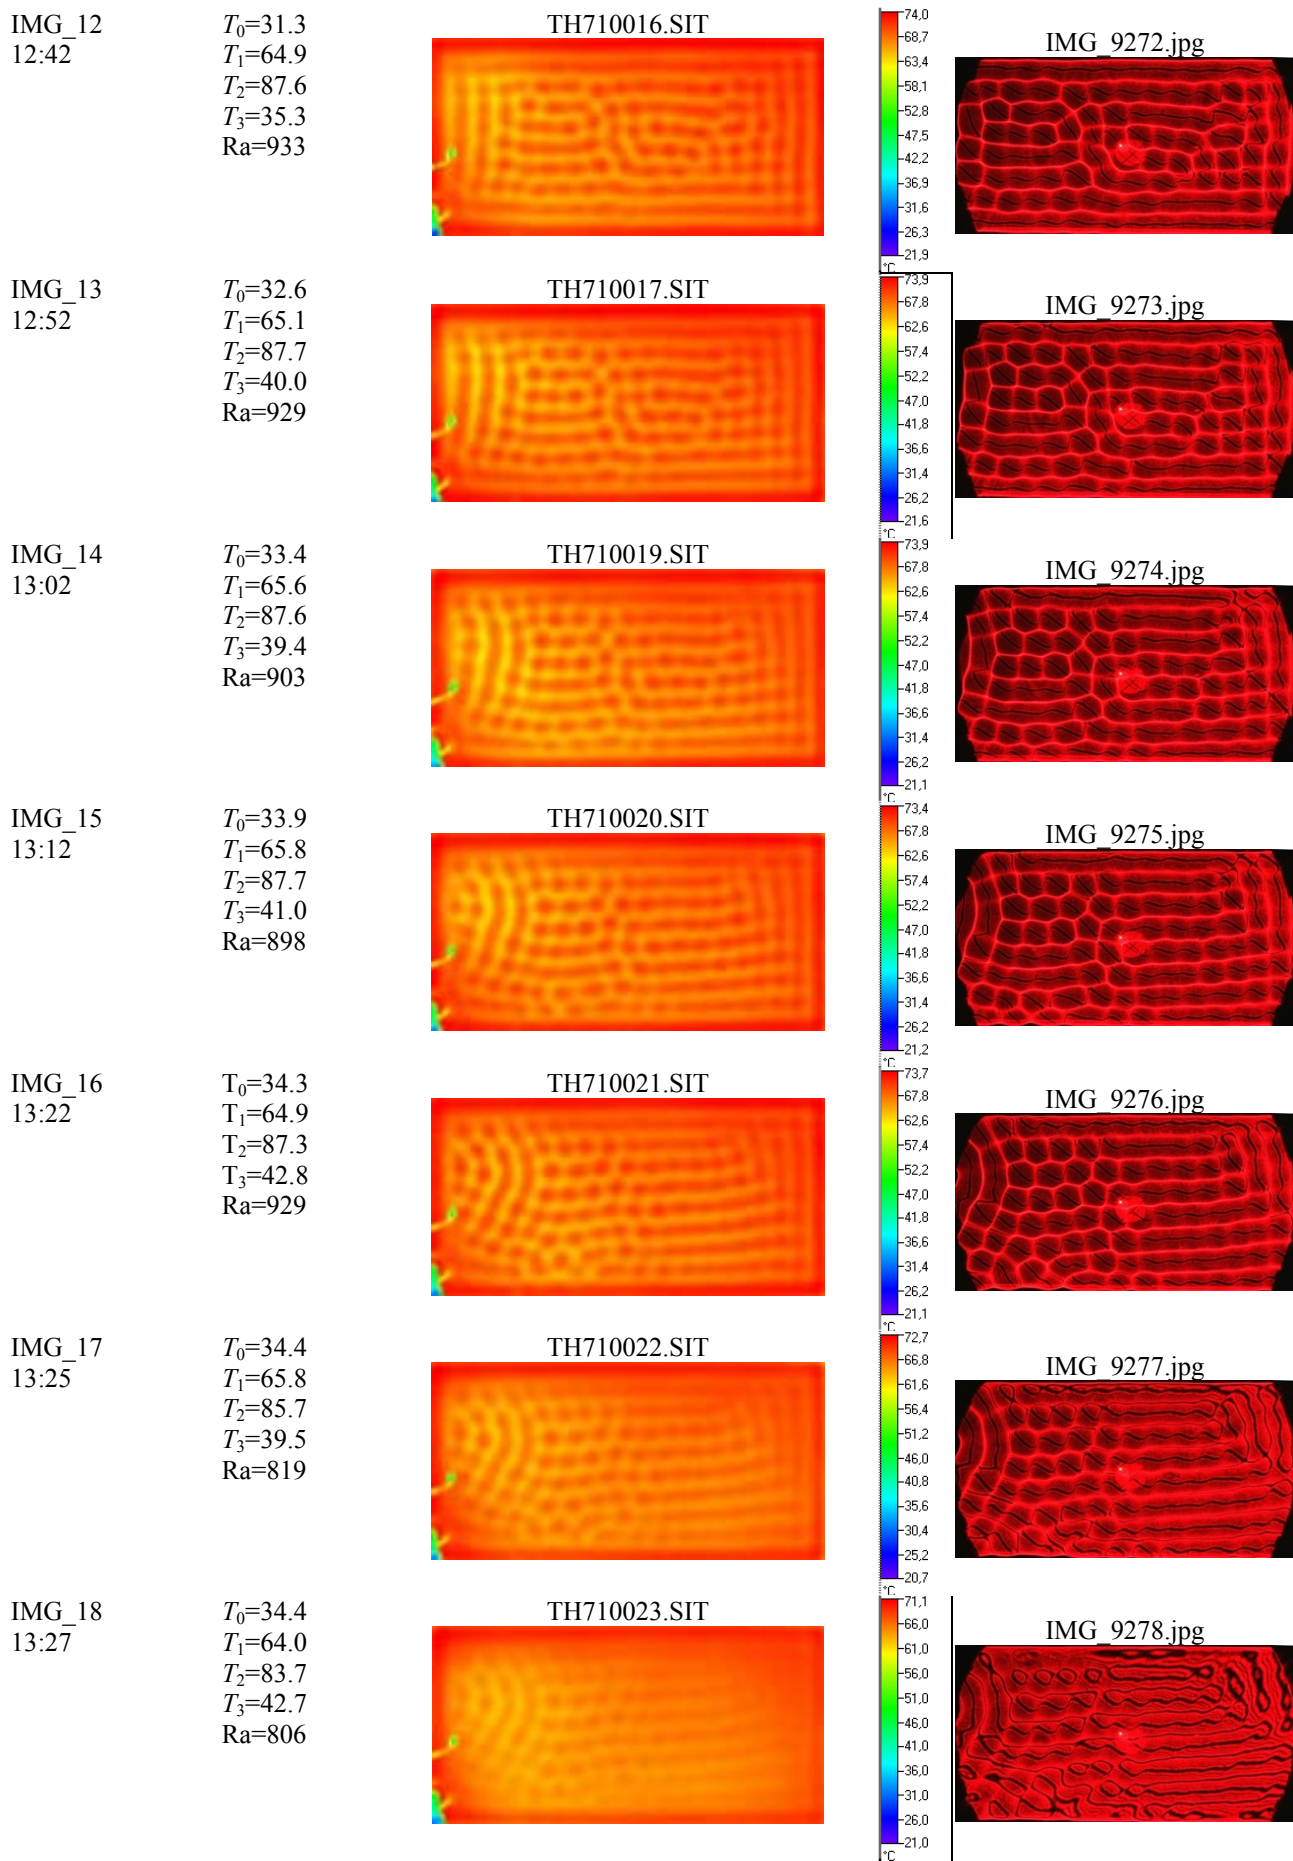 IMG_12
12:42
T0=31.3
T1=64.9
T2=87.6
T3=35.3
Ra=933
TH710016.SIT
74,0
68,7
63,4
58,1
52,8
47,5
42,2
36,9
31,6
26,3
21,9
°C
IMG_9272.jpg
IMG_13
12:52
T0=32.6
T1=65.1
T2=87.7
T3=40.0
Ra=929
TH710017.SIT
73,9
67,8
62,6
57,4
52,2
47,0
41,8
36,6
31,4
26,2
21,6
°C
IMG_9273.jpg
IMG_14
13:02
T0=33.4
T1=65.6
T2=87.6
T3=39.4
Ra=903
TH710019.SIT
73,9
67,8
62,6
57,4
52,2
47,0
41,8
36,6
31,4
26,2
21,1
°C
IMG_9274.jpg
IMG_15
13:12
T0=33.9
T1=65.8
T2=87.7
T3=41.0
Ra=898
TH710020.SIT
73,4
67,8
62,6
57,4
52,2
47,0
41,8
36,6
31,4
26,2
21,2
°C
IMG_9275.jpg
IMG_16
13:22
T0=34.3
T1=64.9
T2=87.3
T3=42.8
Ra=929
TH710021.SIT
73,7
67,8
62,6
57,4
52,2
47,0
41,8
36,6
31,4
26,2
21,1
°C
IMG_9276.jpg
IMG_17
13:25
T0=34.4
T1=65.8
T2=85.7
T3=39.5
Ra=819
TH710022.SIT
72,7
66,8
61,6
56,4
51,2
46,0
40,8
35,6
30,4
25,2
20,7
°C
IMG_9277.jpg
IMG_18
13:27
T0=34.4
T1=64.0
T2=83.7
T3=42.7
Ra=806
TH710023.SIT
71,1
66,0
61,0
56,0
51,0
46,0
41,0
36,0
31,0
26,0
21,0
°C
IMG_9278.jpg